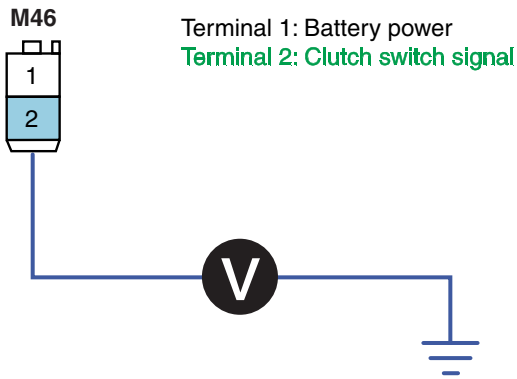 M46
Terminal 1: Battery power
Terminal 2: Clutch switch signal
1
2
V